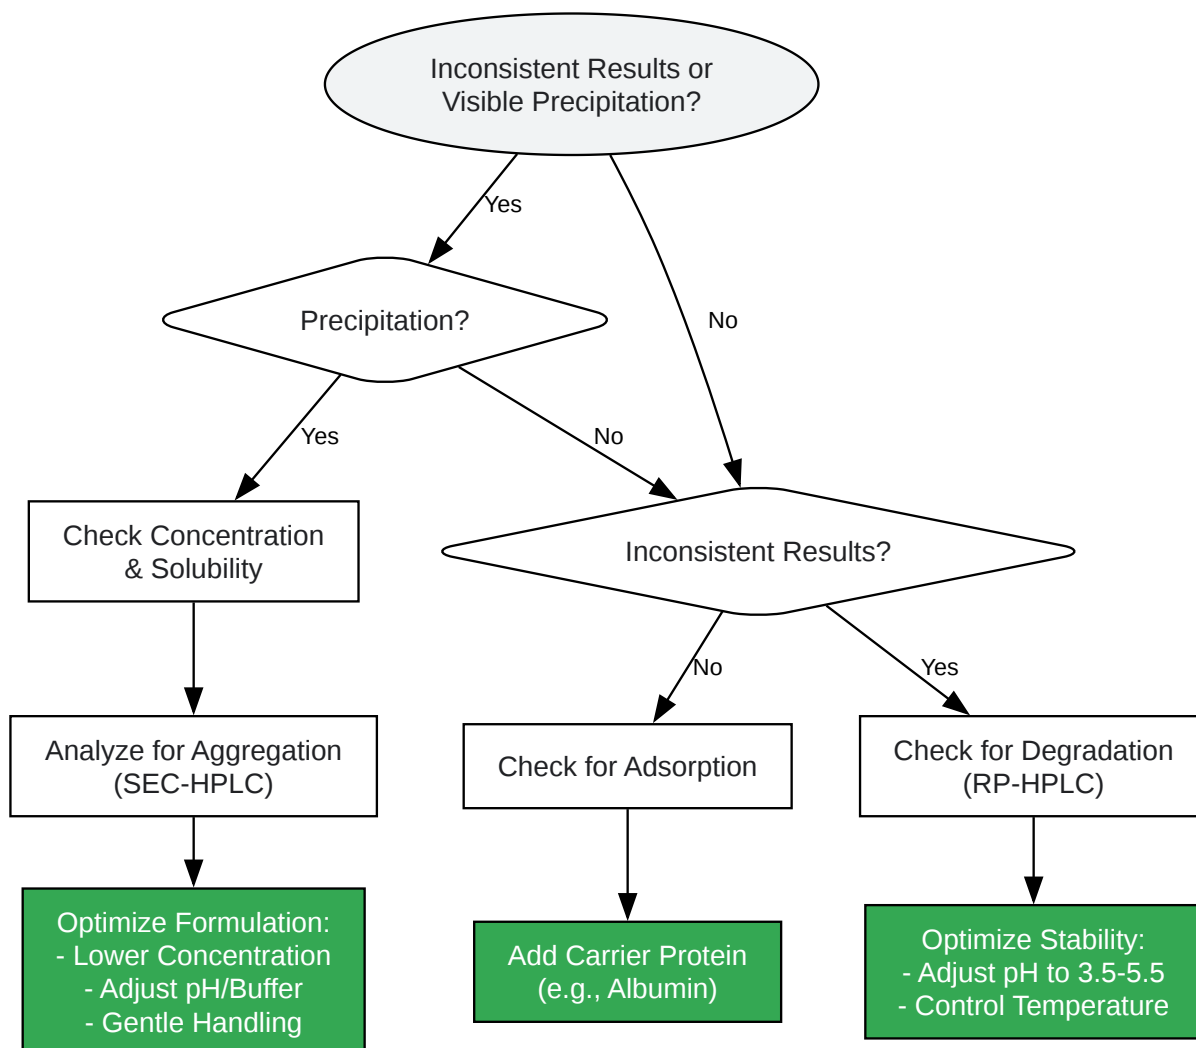 Inconsistent Results or
Visible Precipitation?
Yes
No
Precipitation?
Yes
No
Check Concentration
& Solubility
Inconsistent Results?
No
Yes
Analyze for Aggregation
(SEC-HPLC)
Check for Adsorption
Check for Degradation
(RP-HPLC)
Optimize Formulation:
- Lower Concentration
- Adjust pH/Buffer
- Gentle Handling
Add Carrier Protein
(e.g., Albumin)
Optimize Stability:
- Adjust pH to 3.5-5.5
- Control Temperature